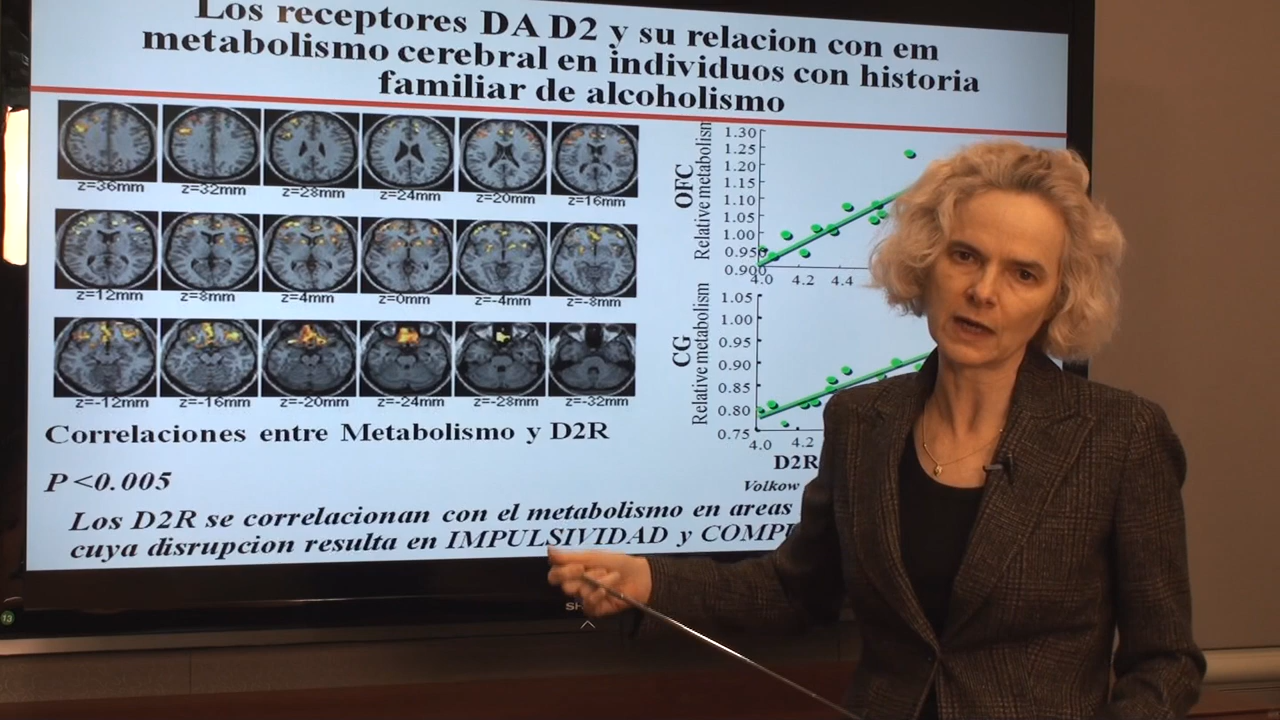 Los receptores DA D2 y su relacion con em
metabolismo cerebral en individuos con historia
familiar de alcoholismo
z=36mm z=32mm z=28mm z=24mm z=20mm z=16mm
z=12mm z=8mm z=4mm z=0mm z=-4mm z=-8mm
z=-12mm z=-16mm z=-20mm z=-24mm z=-28mm z=-32mm
Correlaciones entre Metabolismo y D2R
P<0.005
Los D2R se correlacionan con el metabolismo en areas
cuya disrupcion resulta en IMPULSIVIDAD y
OFC
Relative metabolism
1.30
1.25
1.20
1.15
1.10
1.05
1.00
0.95
0.90
4.0 4.2 4.4
CG
Relative metabolism
1.05
1.00
0.95
0.90
0.85
0.80
0.75
4.0 4.2
D2R
Volkow
13